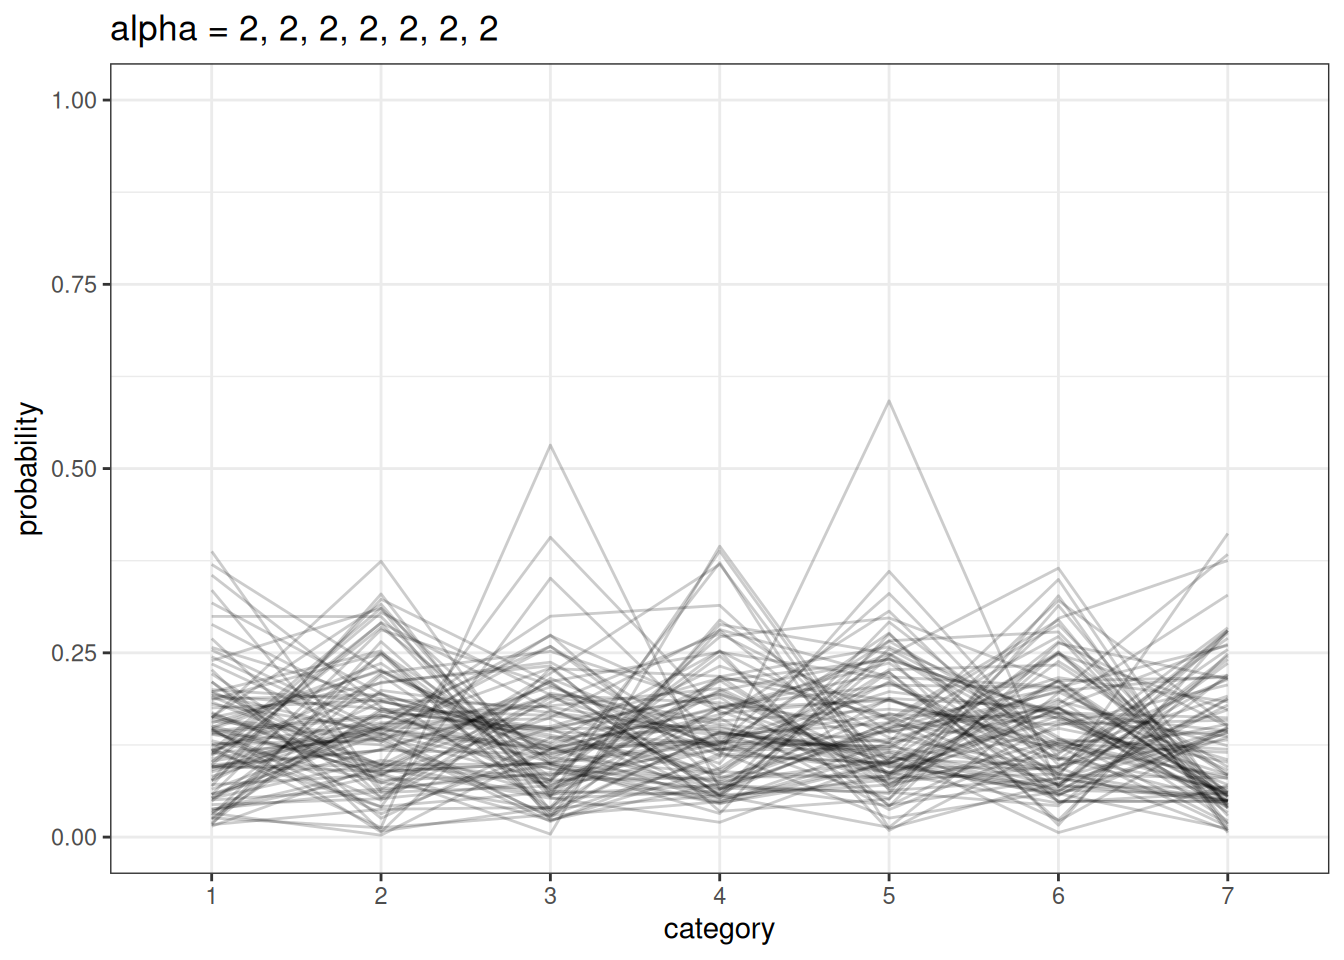 alpha = 2, 2, 2, 2, 2, 2, 2
1.00
0.75
0.50
0.25
0.00
probability
1 2 3 4 5 6 7
category